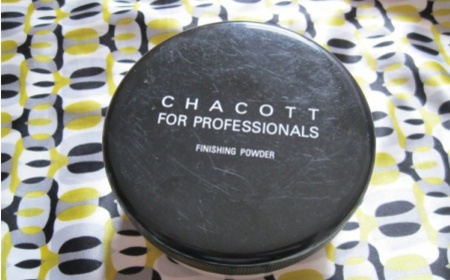 CHACOTT
FOR PROFESSIONALS
FINISHING POWDER